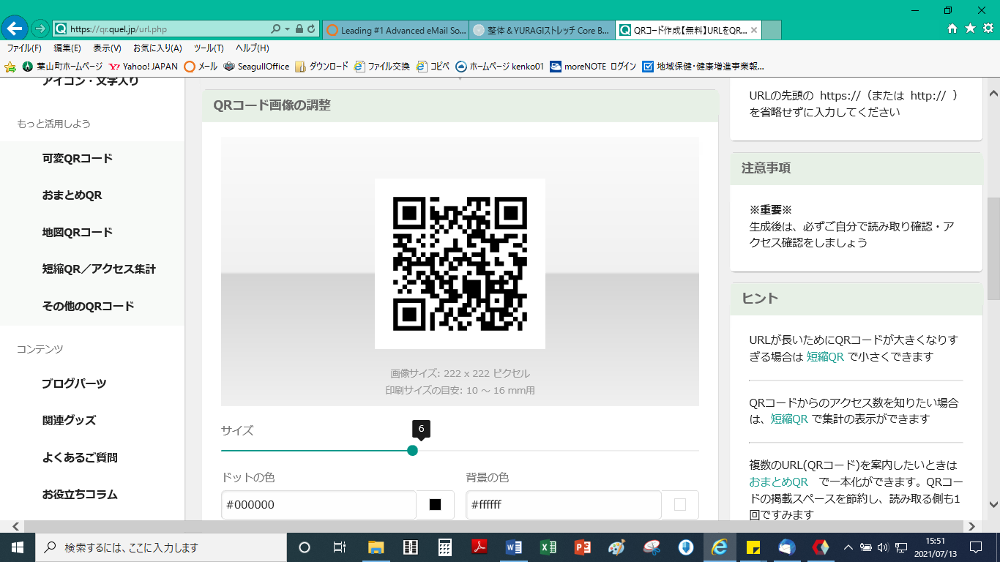 https://qr.quel.jp/url.php
Leading #1 Advanced eMail So...
整体＆YURAGIストレッチ Core B...
QRコード作成【無料】URLをQR...
ファイル(F) 編集(E) 表示(V) お気に入り(A) ツール(T) ヘルプ(H)
葉山町ホームページ Yahoo! JAPAN メール SeagullOffice ダウンロード ファイル交換 コピペ ホームページ kenko01 moreNOTE ログイン 地域保健・健康増進事業報...
アイコン・文字入り
もっと活用しよう
可変QRコード
おまとめQR
地図QRコード
短縮QR／アクセス集計
その他のQRコード
コンテンツ
ブログパーツ
関連グッズ
よくあるご質問
お役立ちコラム
QRコード画像の調整
画像サイズ: 222 x 222 ピクセル
印刷サイズの目安: 10 ～ 16 mm用
サイズ
6
ドットの色
#000000
背景の色
#ffffff
URLの先頭の https://（または http:// ）
を省略せずに入力してください
注意事項
※重要※
生成後は、必ずご自分で読み取り確認・ア
クセス確認をしましょう
ヒント
URLが長いためにQRコードが大きくなりす
ぎる場合は 短縮QR で小さくできます
QRコードからのアクセス数を知りたい場合
は、短縮QR で集計の表示ができます
複数のURL(QRコード)を案内したいときは
おまとめQR で一本化ができます。QRコー
ドの掲載スペースを節約し、読み取る側も1
回ですみます
検索するには、ここに入力します
15:51
2021/07/13